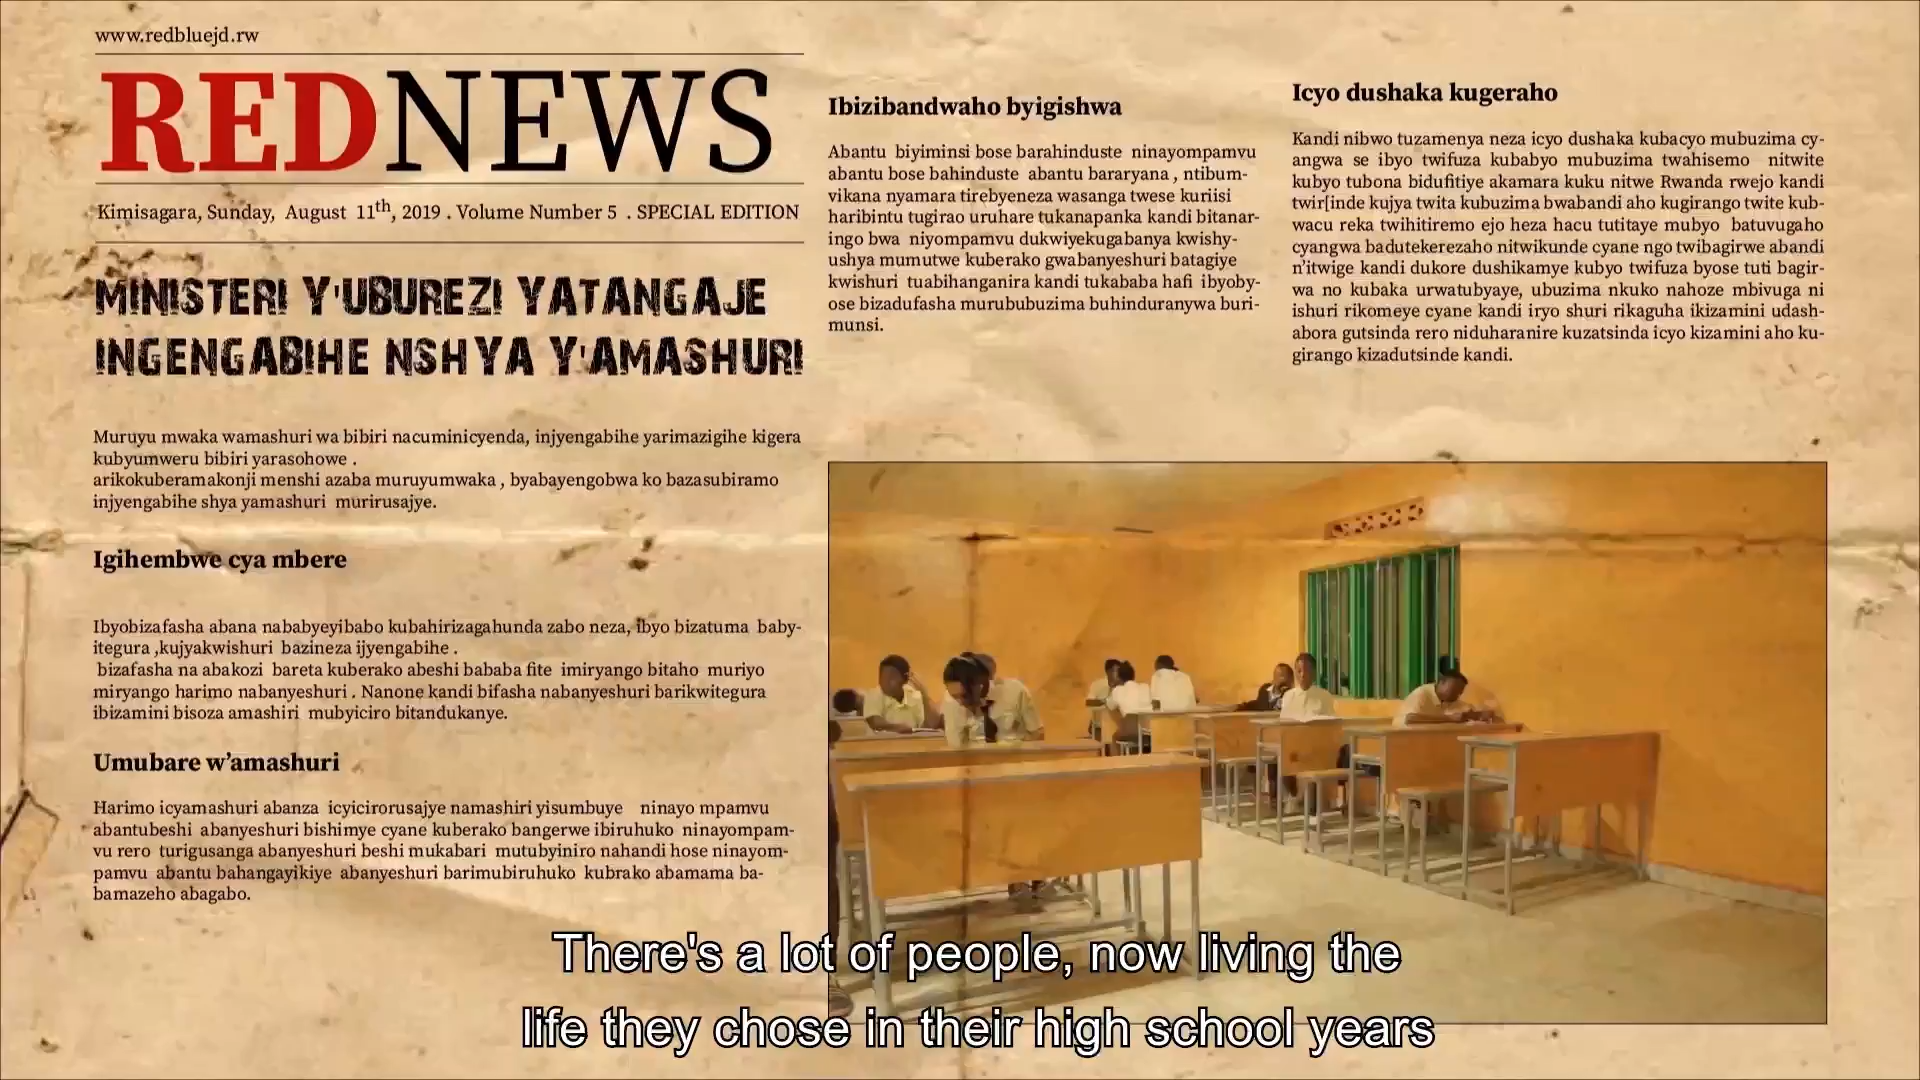 www.redbluejd.rw
REDNEWS
Kimisagara, Sunday, August 11th, 2019 . Volume Number 5 . SPECIAL EDITION
MINISTERI Y'UBUREZI YATANGAJE
INGENGABIHE NSHYA Y'AMASHURI
Muruyu mwaka wamashuri wa bibiri nacuminicyenda, injyengabihe yarimazigihe kigera
kubyumweru bibiri yarasohowe .
arikokuberamakonji menshi azaba muruyumwaka , byabayengobwa ko bazasubiramo
injyengabihe shya yamashuri murirusajye.
Igihembwe cya mbere
Ibyobizafasha abana nababyeyibabo kubahirizagahunda zabo neza, ibyo bizatuma baby-
itegura ,kujyakwishuri bazineza ijyengabihe .
bizafasha na abakozi bareta kuberako abeshi bababa fite imiryango bitaho muriyo
miryango harimo nabanyeshuri . Nanone kandi bifasha nabanyeshuri barikwitegura
ibizamini bisoza amashiri mubyiciro bitandukanye.
Umubare w’amashuri
Harimo icyamashuri abanza icyicirorusajye namashiri yisumbuye ninayo mpamvu
abantubeshi abanyeshuri bishimye cyane kuberako bangerwe ibiruhuko ninayompam-
vu rero turigusanga abanyeshuri beshi mukabari mutubyiniro nahandi hose ninayom-
pamvu abantu bahangayikiye abanyeshuri barimubiruhuko kubrako abamama ba-
bamazeho abagabo.
Ibizibandwaho byigishwa
Abantu biyiminsi bose barahinduste ninayompamvu
abantu bose bahinduste abantu bararyana , ntibum-
vikana nyamara tirebyeneza wasanga twese kuriisi
haribintu tugirao uruhare tukanapanka kandi bitanar-
ingo bwa niyompamvu dukwiyekugabanya kwishy-
ushya mumutwe kuberako gwabanyeshuri batagiye
kwishuri tuabihanganira kandi tukababa hafi ibyoby-
ose bizadufasha murububuzima buhinduranywa buri-
munsi.
Icyo dushaka kugeraho
Kandi nibwo tuzamenya neza icyo dushaka kubacyo mubuzima cy-
angwa se ibyo twifuza kubabyo mubuzima twahisemo nitwite
kubyo tubona bidufitiye akamara kuku nitwe Rwanda rwejo kandi
twir[inde kujya twita kubuzima bwabandi aho kugirango twite kub-
wacu reka twihitiremo ejo heza hacu tutitaye mubyo batuvugaho
cyangwa badutekerezaho nitwikunde cyane ngo twibagirwe abandi
n’itwige kandi dukore dushikamye kubyo twifuza byose tuti bagir-
wa no kubaka urwatubyaye, ubuzima nkuko nahoze mbivuga ni
ishuri rikomeye cyane kandi iryo shuri rikaguha ikizamini udash-
abora gutsinda rero niduharanire kuzatsinda icyo kizamini aho ku-
girango kizadutsinde kandi.
There's a lot of people, now living the
life they chose in their high school years